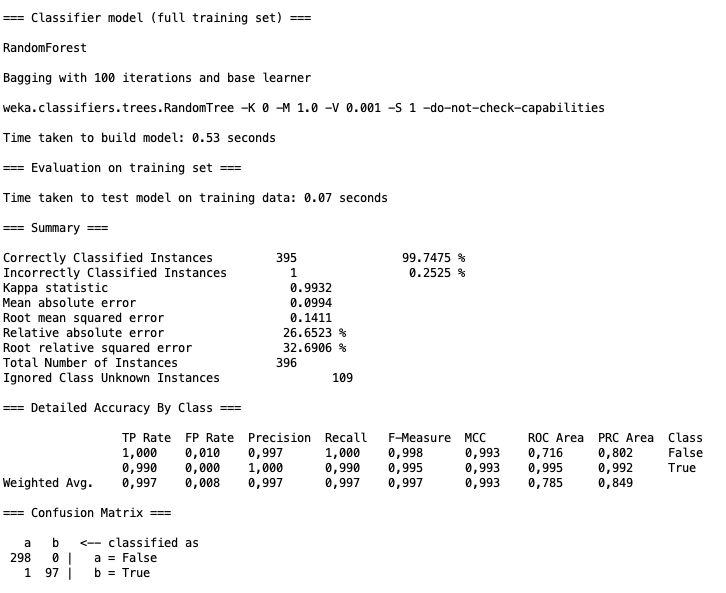 === Classifier model (full training set) ===
RandomForest
Bagging with 100 iterations and base learner
weka.classifiers.trees.RandomTree -K 0 -M 1.0 -V 0.001 -S 1 -do-not-check-capabilities
Time taken to build model: 0.53 seconds
=== Evaluation on training set ===
Time taken to test model on training data: 0.07 seconds
=== Summary ===
Correctly Classified Instances 395 99.7475 %
Incorrectly Classified Instances 1 0.2525 %
Kappa statistic 0.9932
Mean absolute error 0.0994
Root mean squared error 0.1411
Relative absolute error 26.6523 %
Root relative squared error 32.6906 %
Total Number of Instances 396
Ignored Class Unknown Instances 109
=== Detailed Accuracy By Class ===
TP Rate FP Rate Precision Recall F-Measure MCC ROC Area PRC Area Class
1,000 0,010 0,997 1,000 0,998 0,993 0,716 0,802 False
0,990 0,000 1,000 0,990 0,995 0,993 0,995 0,992 True
Weighted Avg. 0,997 0,008 0,997 0,997 0,997 0,993 0,785 0,849
=== Confusion Matrix ===
a b <-- classified as
298 0 | a = False
1 97 | b = True